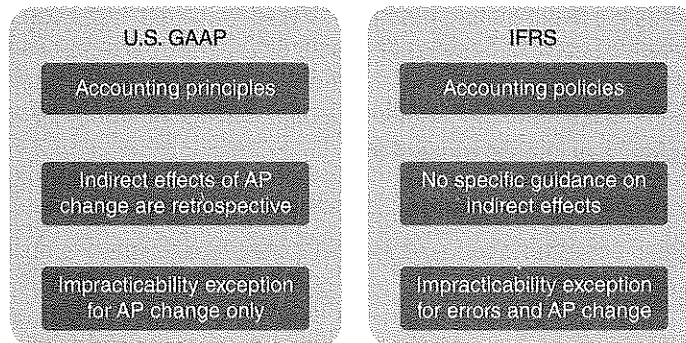 U.S. GAAP
Accounting principles
Indirect effects of AP
change are retrospective
Impracticability exception
for AP change only
IFRS
Accounting policies
No specific guidance on
Indirect effects
Impracticability exception
for errors and AP change